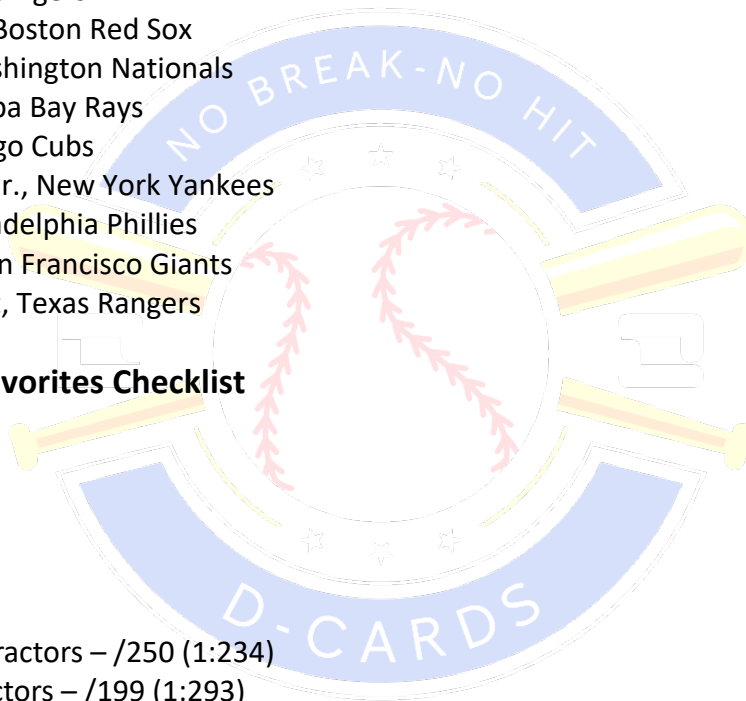 Boston Red Sox
shington Nationals
pa Bay Rays
go Cubs
r., New York Yankees
adelphia Phillies
n Francisco Giants
, Texas Rangers
vorites Checklist
ractors – /250 (1:234)
ctors – /199 (1:293)
NO BREAK-NO HIT
D-CARDS